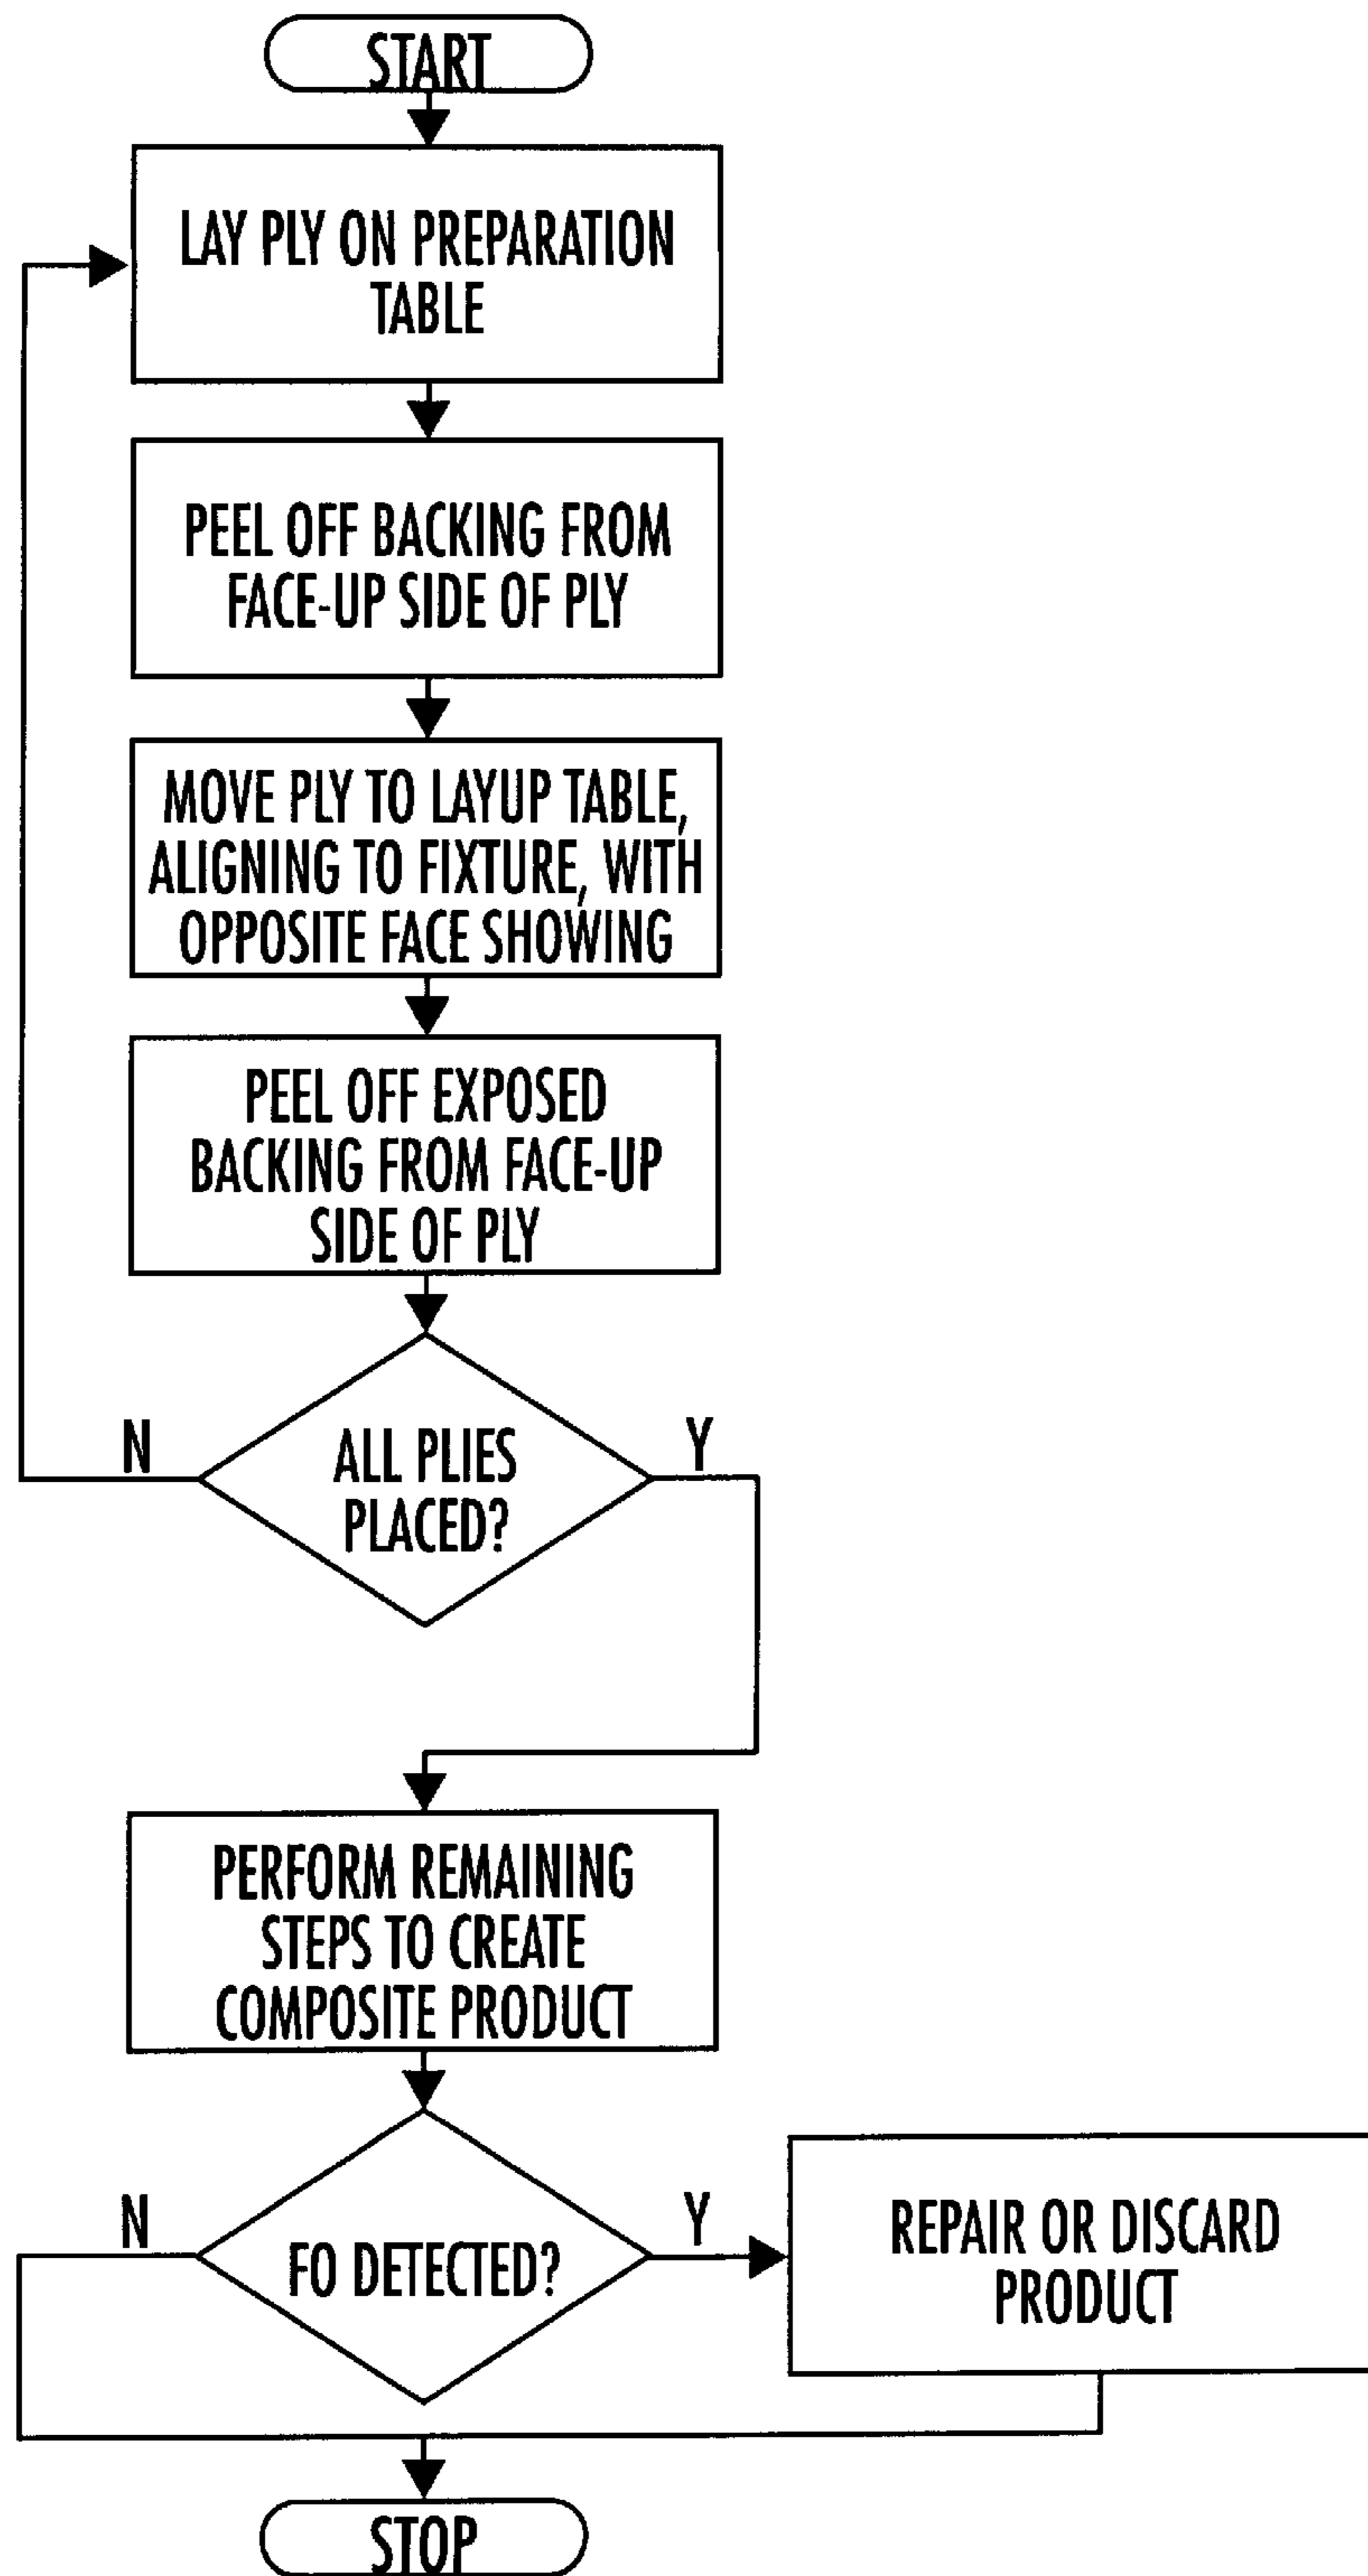 START
LAY PLY ON PREPARATION
TABLE
PEEL OFF BACKING FROM
FACE-UP SIDE OF PLY
MOVE PLY TO LAYUP TABLE,
ALIGNING TO FIXTURE, WITH
OPPOSITE FACE SHOWING
PEEL OFF EXPOSED
BACKING FROM FACE-UP
SIDE OF PLY
N
Y
ALL PLIES
PLACED?
PERFORM REMAINING
STEPS TO CREATE
COMPOSITE PRODUCT
N
Y
FO DETECTED?
REPAIR OR DISCARD
PRODUCT
STOP